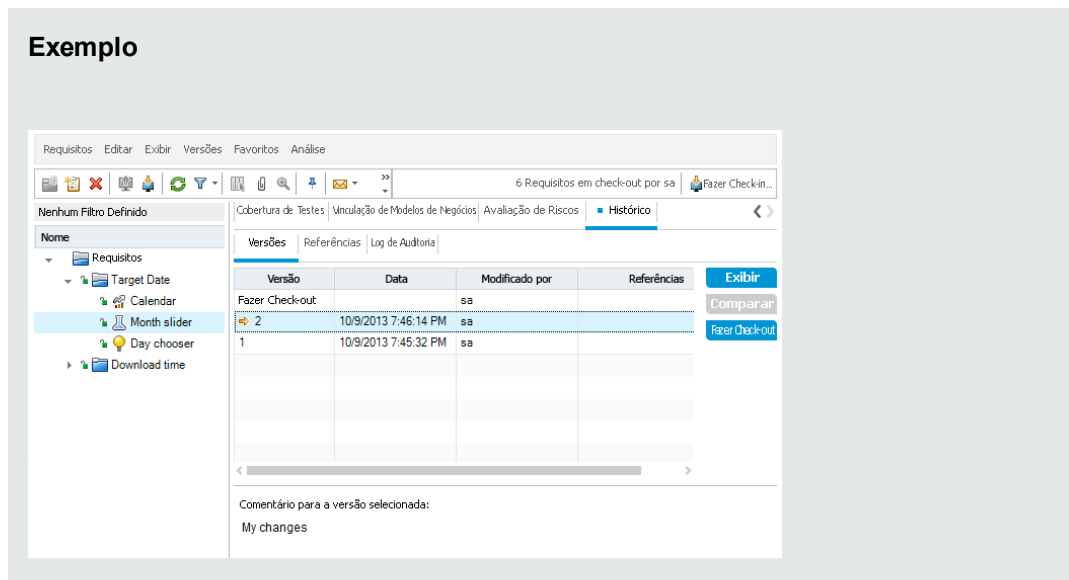 Exemplo
Requisitos Editar Exibir Versões Favoritos Análise
6 Requisitos em check-out por sa Fazer Check-in...
Nenhum Filtro Definido
Cobertura de Testes Vinculação de Modelos de Negócios Avaliação de Riscos Histórico
Nome
Versões Referências Log de Auditoria
Requisitos
Target Date
Calendar
Month slider
Day chooser
Download time
Versão Data Modificado por Referências
Fazer Check-out sa
2 10/9/2013 7:46:14 PM sa
1 10/9/2013 7:45:32 PM sa
Exibir
Comparar
Fazer Check-out
Comentário para a versão selecionada:
My changes